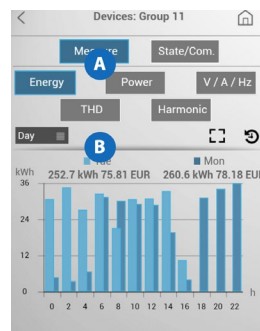 Devices: Group 11
Measure State/Com.
A
Energy Power V / A / Hz
THD Harmonic
Day
B
Tue Mon
kWh 252.7 kWh 75.81 EUR 260.6 kWh 78.18 EUR
36
24
12
0
0 2 4 6 8 10 12 14 16 18 20 22 h